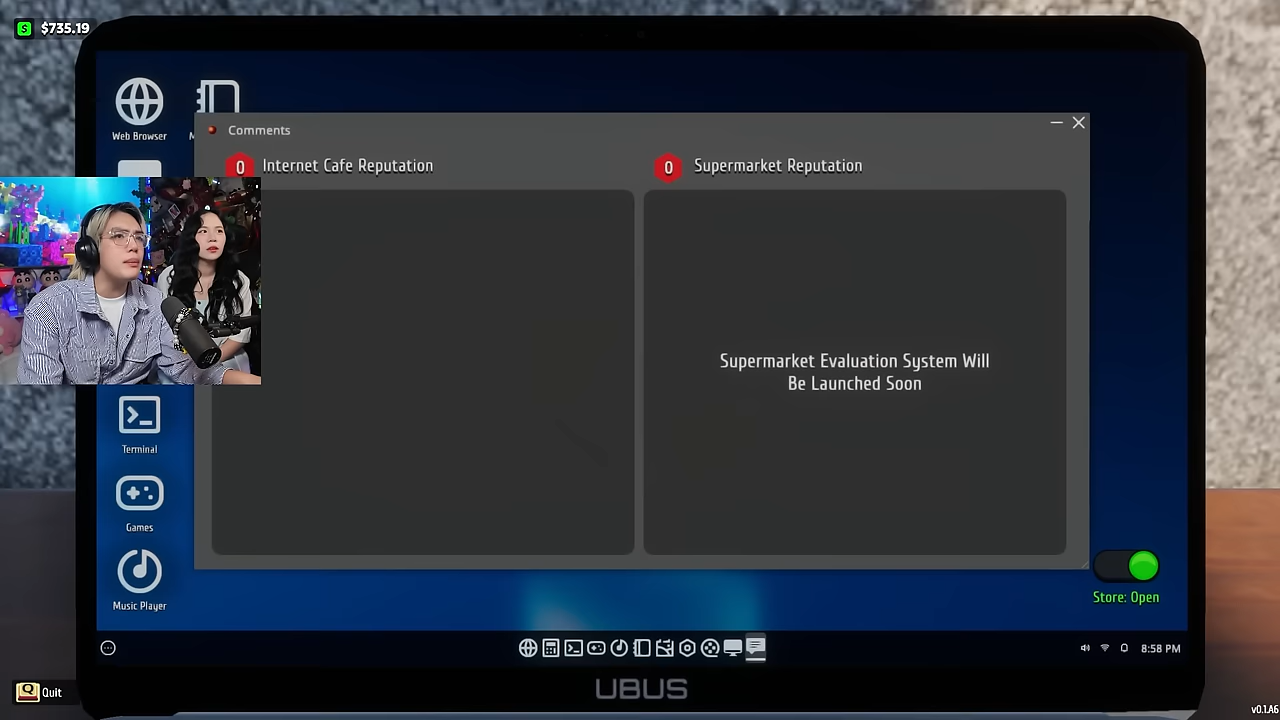 $735.19
Web Browser
Comments
0 Internet Cafe Reputation
0 Supermarket Reputation
Supermarket Evaluation System Will
Be Launched Soon
Terminal
Games
Music Player
Store: Open
8:58 PM
UBUS
Q Quit
v0.1.A6